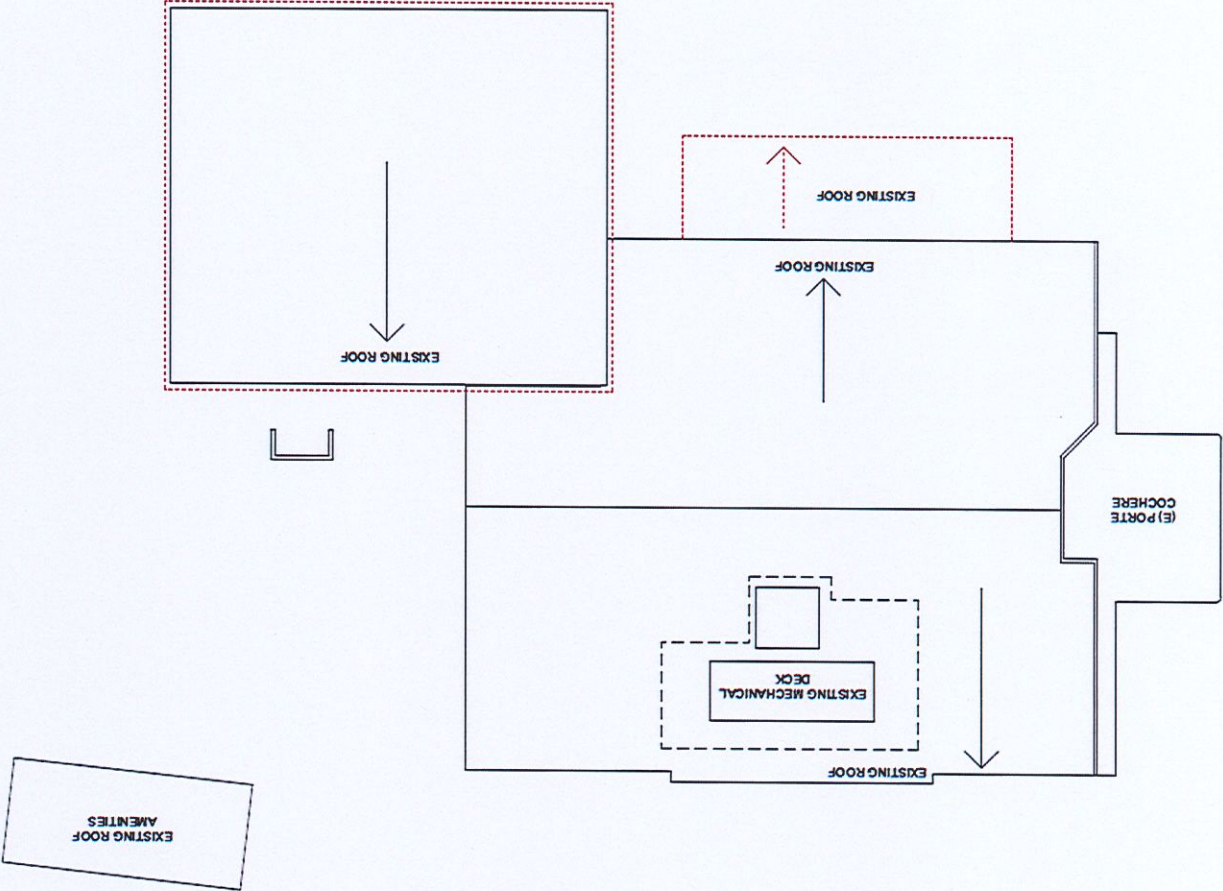 EXISTING ROOF
AMENITIES
EXISTING ROOF
EXISTING MECHANICAL
DECK
(E) PORTE
COCHERE
EXISTING ROOF
EXISTING ROOF
EXISTING ROOF